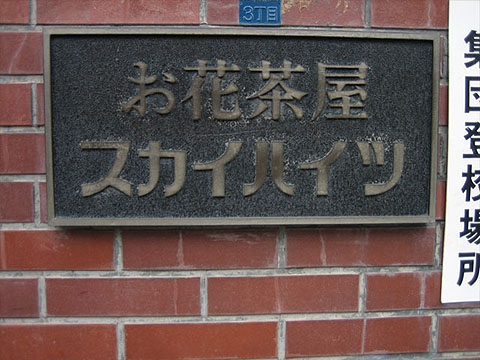 3丁目
お花茶屋
スカイハイツ
集団登校場所